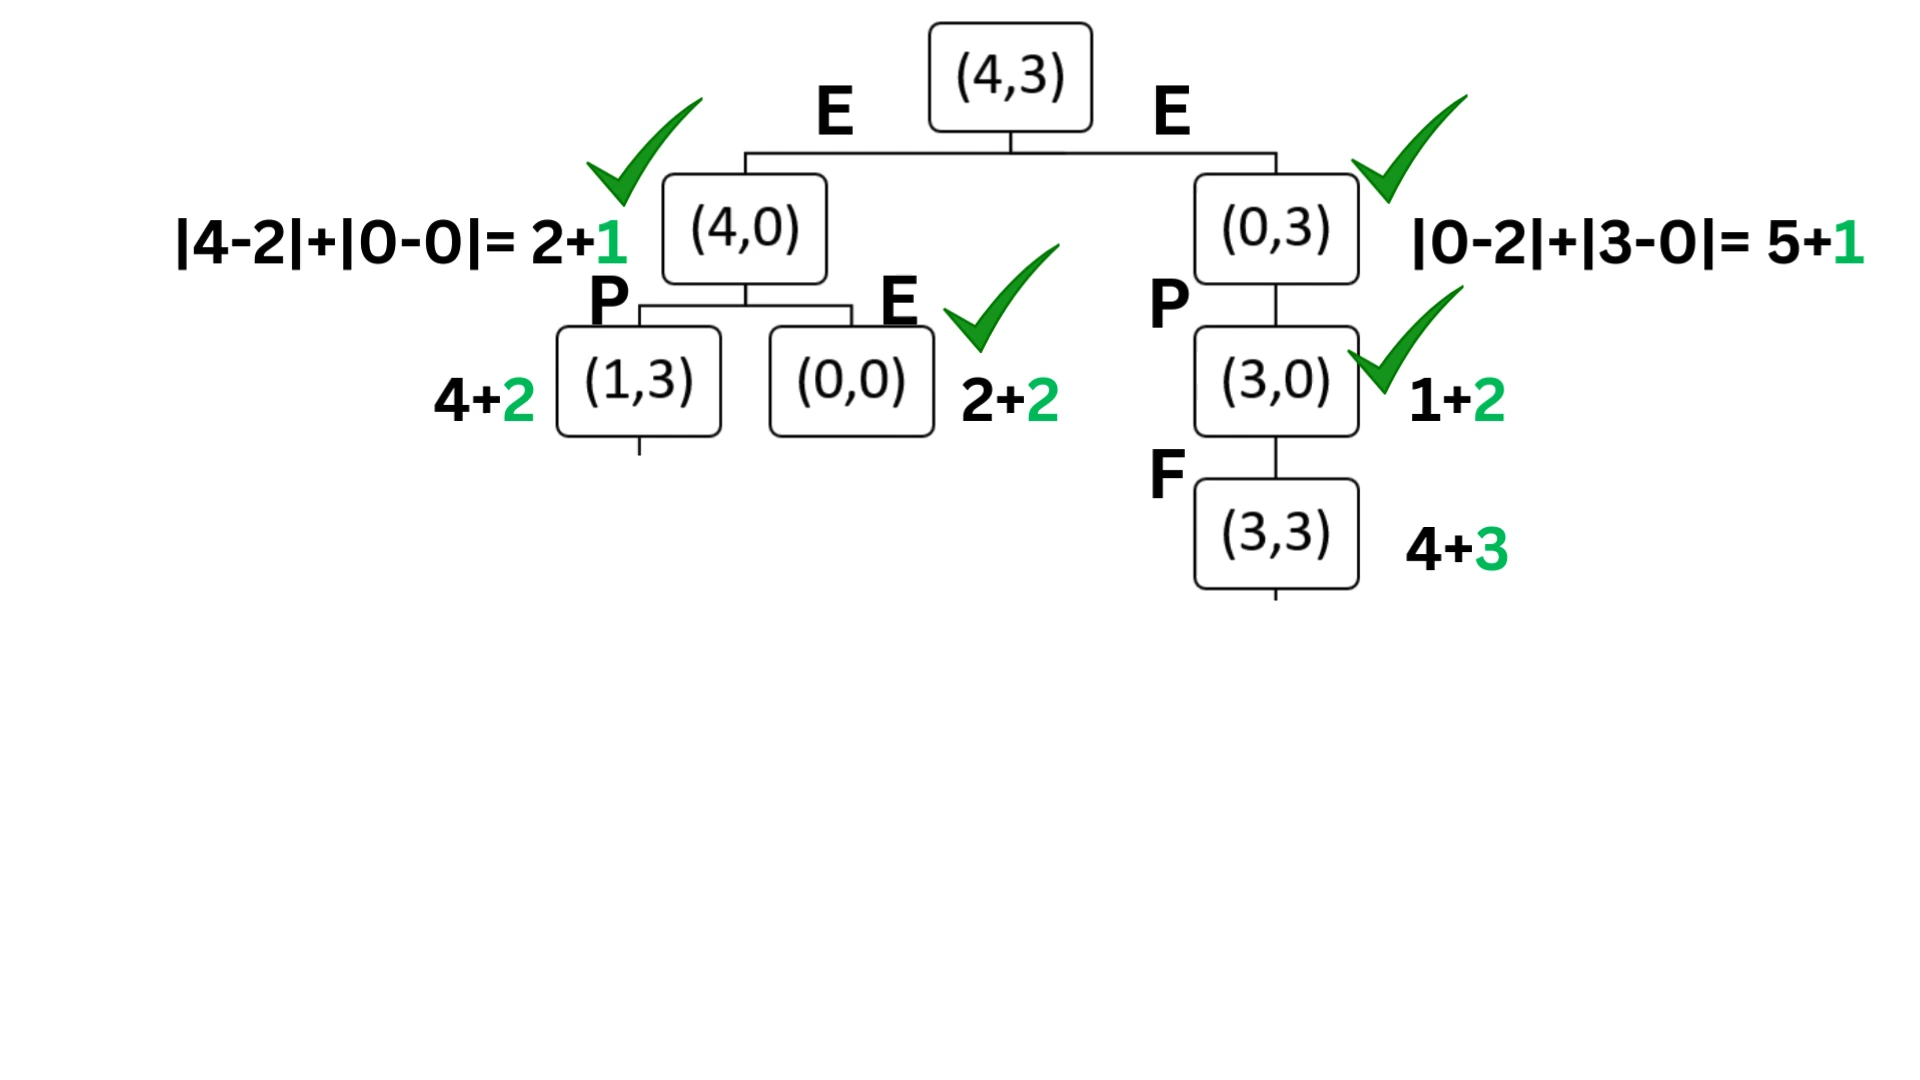 (4,3)
E E
|4-2|+|0-0|= 2+1 (4,0) (0,3) |0-2|+|3-0|= 5+1
P E P
4+2 (1,3) (0,0) 2+2 (3,0) 1+2
F
(3,3) 4+3